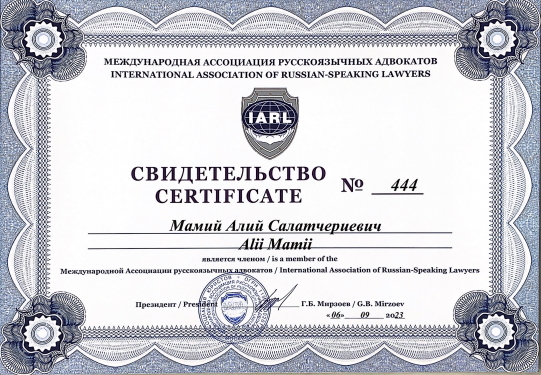 МЕЖДУНАРОДНАЯ АССОЦИАЦИЯ РУССКОЯЗЫЧНЫХ АДВОКАТОВ
INTERNATIONAL ASSOCIATION OF RUSSIAN-SPEAKING LAWYERS
IARL
СВИДЕТЕЛЬСТВО
CERTIFICATE
№ 444
Мамий Алий Салатчериевич
Alii Mamii
является членом / is a member of the
Международной Ассоциации русскоязычных адвокатов / International Association of Russian-Speaking Lawyers
Президент / President Г.Б. Мирзоев / G.B. Mirzoev
«06» 09 2023